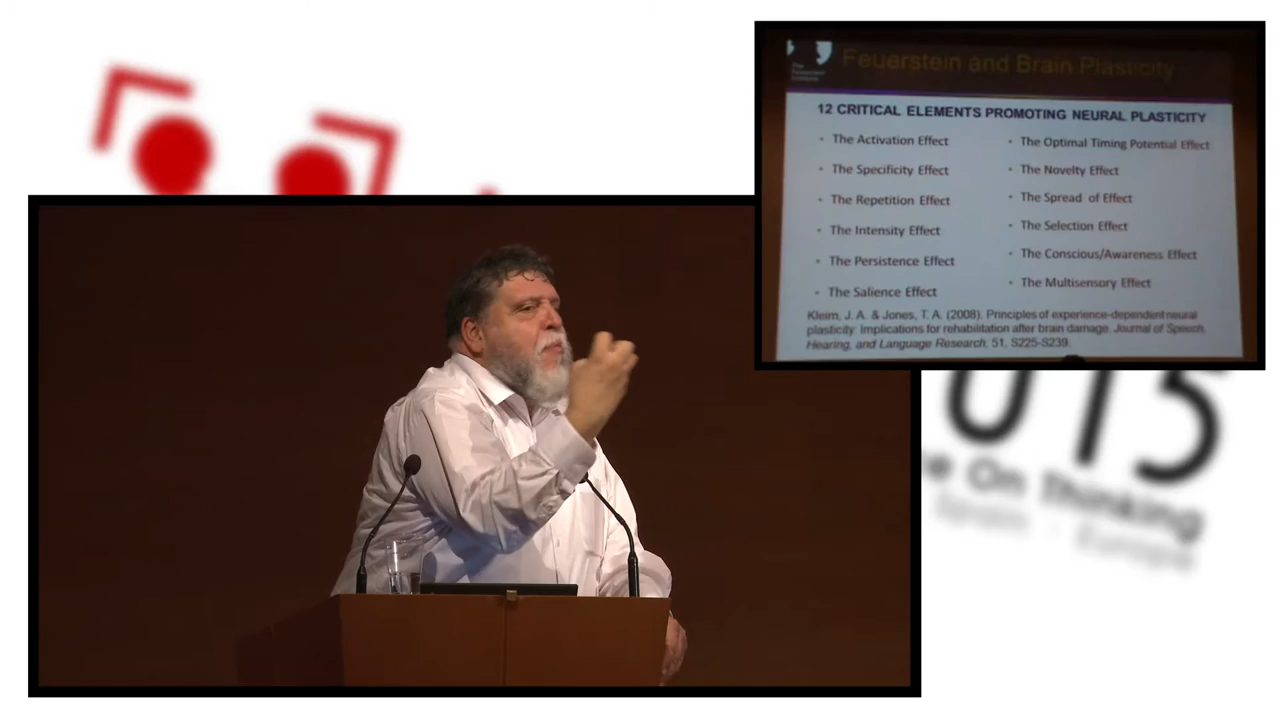 Feuerstein and Brain Plasticity
12 CRITICAL ELEMENTS PROMOTING NEURAL PLASTICITY
• The Activation Effect
• The Specificity Effect
• The Repetition Effect
• The Intensity Effect
• The Persistence Effect
• The Salience Effect
• The Optimal Timing Potential Effect
• The Novelty Effect
• The Spread of Effect
• The Selection Effect
• The Conscious/Awareness Effect
• The Multisensory Effect
Kleim, J. A. & Jones, T. A. (2008). Principles of experience-dependent neural
plasticity: Implications for rehabilitation after brain damage. Journal of Speech,
Hearing, and Language Research, 51, S225-S239.
015
e On Thinking
Spain - Europe